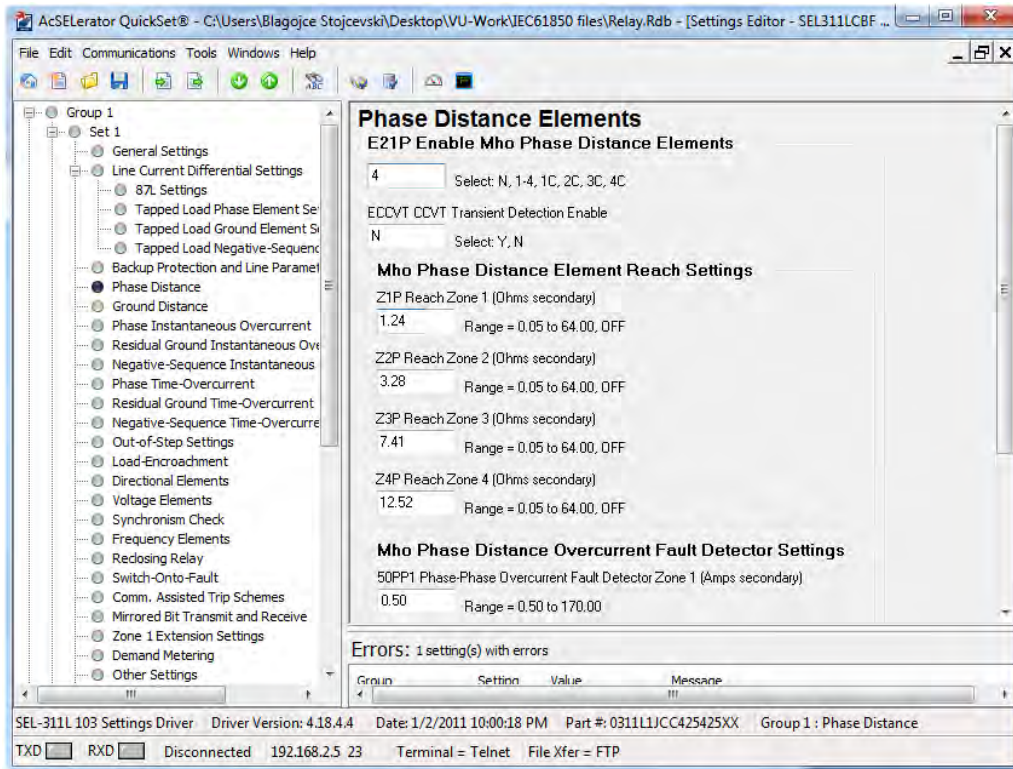 AcSELerator QuickSet® - C:\Users\Blagojce Stojcevski\Desktop\VU-Work\IEC61850 files\Relay.Rdb - [Settings Editor - SEL311LCBF ...
File Edit Communications Tools Windows Help
Group 1
Set 1
General Settings
Line Current Differential Settings
87L Settings
Tapped Load Phase Element Se
Tapped Load Ground Element S
Tapped Load Negative-Sequenc
Backup Protection and Line Paramet
Phase Distance
Ground Distance
Phase Instantaneous Overcurrent
Residual Ground Instantaneous Ove
Negative-Sequence Instantaneous
Phase Time-Overcurrent
Residual Ground Time-Overcurrent
Negative-Sequence Time-Overcurre
Out-of-Step Settings
Load-Encroachment
Directional Elements
Voltage Elements
Synchronism Check
Frequency Elements
Reclosing Relay
Switch-Onto-Fault
Comm. Assisted Trip Schemes
Mirrored Bit Transmit and Receive
Zone 1 Extension Settings
Demand Metering
Other Settings
Phase Distance Elements
E21P Enable Mho Phase Distance Elements
4 Select: N, 1-4, 1C, 2C, 3C, 4C
ECCVT CCVT Transient Detection Enable
N Select: Y, N
Mho Phase Distance Element Reach Settings
Z1P Reach Zone 1 (Ohms secondary)
1.24 Range = 0.05 to 64.00, OFF
Z2P Reach Zone 2 (Ohms secondary)
3.28 Range = 0.05 to 64.00, OFF
Z3P Reach Zone 3 (Ohms secondary)
7.41 Range = 0.05 to 64.00, OFF
Z4P Reach Zone 4 (Ohms secondary)
12.52 Range = 0.05 to 64.00, OFF
Mho Phase Distance Overcurrent Fault Detector Settings
50PP1 Phase-Phase Overcurrent Fault Detector Zone 1 (Amps secondary)
0.50 Range = 0.50 to 170.00
Errors: 1 setting(s) with errors
Group Setting Value Message
SEL-311L 103 Settings Driver Driver Version: 4.18.4.4 Date: 1/2/2011 10:00:18 PM Part #: 0311L1JCC425425XX Group 1 : Phase Distance
TXD RXD Disconnected 192.168.2.5 23 Terminal = Telnet File Xfer = FTP